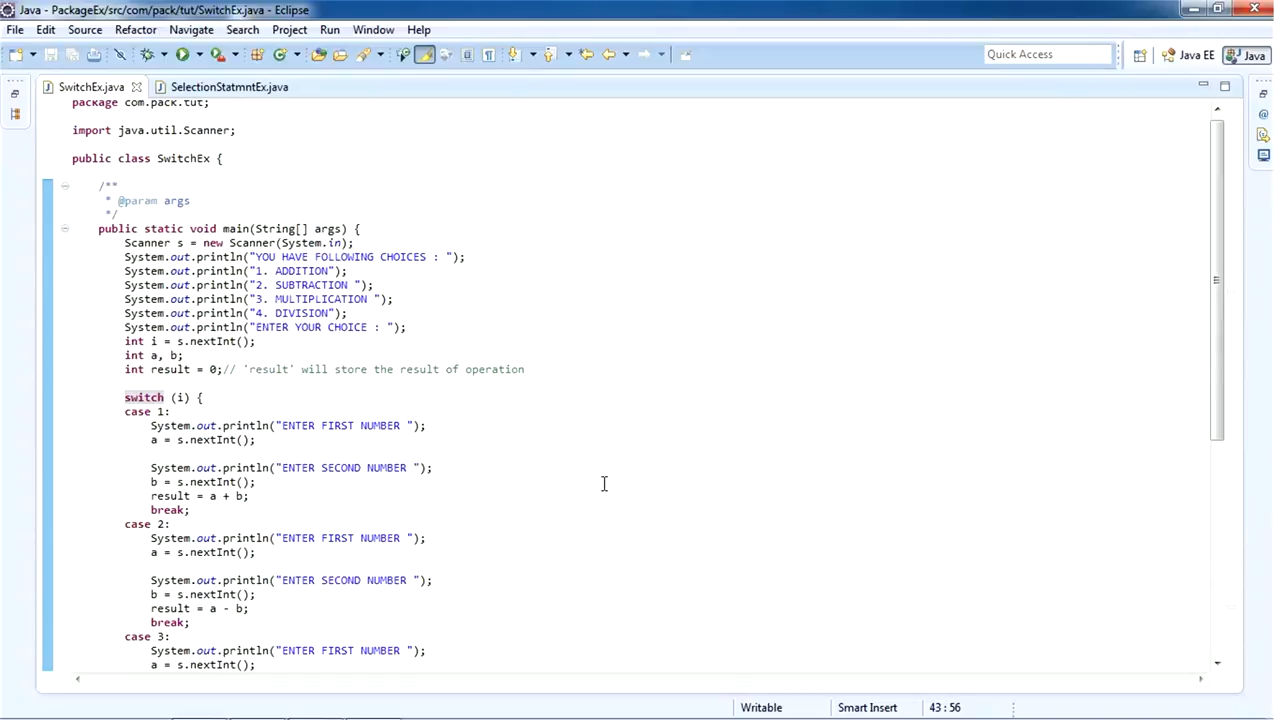 Java - PackageEx/src/com/pack/tut/SwitchEx.java - Eclipse
File Edit Source Refactor Navigate Search Project Run Window Help
Quick Access Java EE Java
SwitchEx.java SelectionStatmntEx.java
package com.pack.tut;
import java.util.Scanner;
public class SwitchEx {
/**
* @param args
*/
public static void main(String[] args) {
Scanner s = new Scanner(System.in);
System.out.println("YOU HAVE FOLLOWING CHOICES : ");
System.out.println("1. ADDITION");
System.out.println("2. SUBTRACTION ");
System.out.println("3. MULTIPLICATION ");
System.out.println("4. DIVISION");
System.out.println("ENTER YOUR CHOICE : ");
int i = s.nextInt();
int a, b;
int result = 0;// 'result' will store the result of operation
switch (i) {
case 1:
System.out.println("ENTER FIRST NUMBER ");
a = s.nextInt();
System.out.println("ENTER SECOND NUMBER ");
b = s.nextInt();
result = a + b;
break;
case 2:
System.out.println("ENTER FIRST NUMBER ");
a = s.nextInt();
System.out.println("ENTER SECOND NUMBER ");
b = s.nextInt();
result = a - b;
break;
case 3:
System.out.println("ENTER FIRST NUMBER ");
a = s.nextInt();
Writable Smart Insert 43 : 56